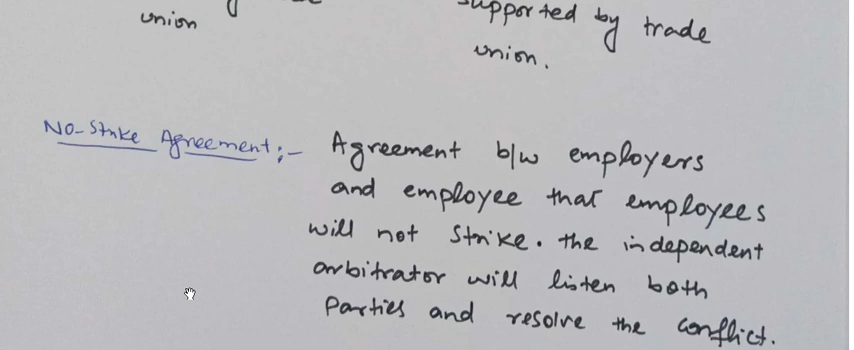 union
supported by trade
union.
No-Strike Agreement:- Agreement b/w employers
and employee that employees
will not strike. the independent
arbitrator will listen both
Parties and resolve the conflict.